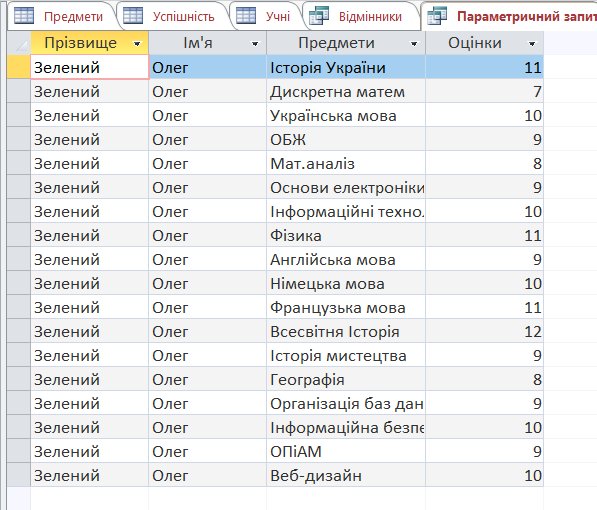 Предмети Успішність Учні Відмінники Параметричний запит
Прізвище Ім'я Предмети Оцінки
Зелений Олег Історія України 11
Зелений Олег Дискретна матем 7
Зелений Олег Українська мова 10
Зелений Олег ОБЖ 9
Зелений Олег Мат.аналіз 8
Зелений Олег Основи електроніки 9
Зелений Олег Інформаційні технол 10
Зелений Олег Фізика 11
Зелений Олег Англійська мова 9
Зелений Олег Німецька мова 10
Зелений Олег Французька мова 11
Зелений Олег Всесвітня Історія 12
Зелений Олег Історія мистецтва 9
Зелений Олег Географія 8
Зелений Олег Організація баз дан 9
Зелений Олег Інформаційна безпе 10
Зелений Олег ОПіАМ 9
Зелений Олег Веб-дизайн 10